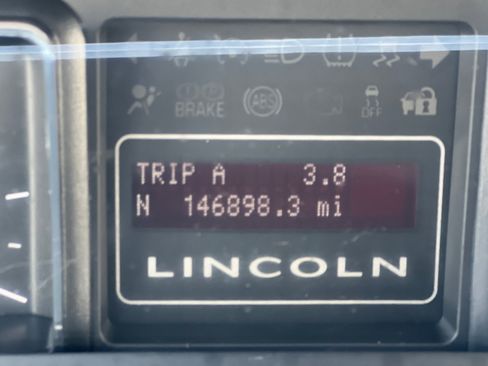 BRAKE
ABS
OFF
TRIP A 3.8
N 146898.3 mi
LINCOLN